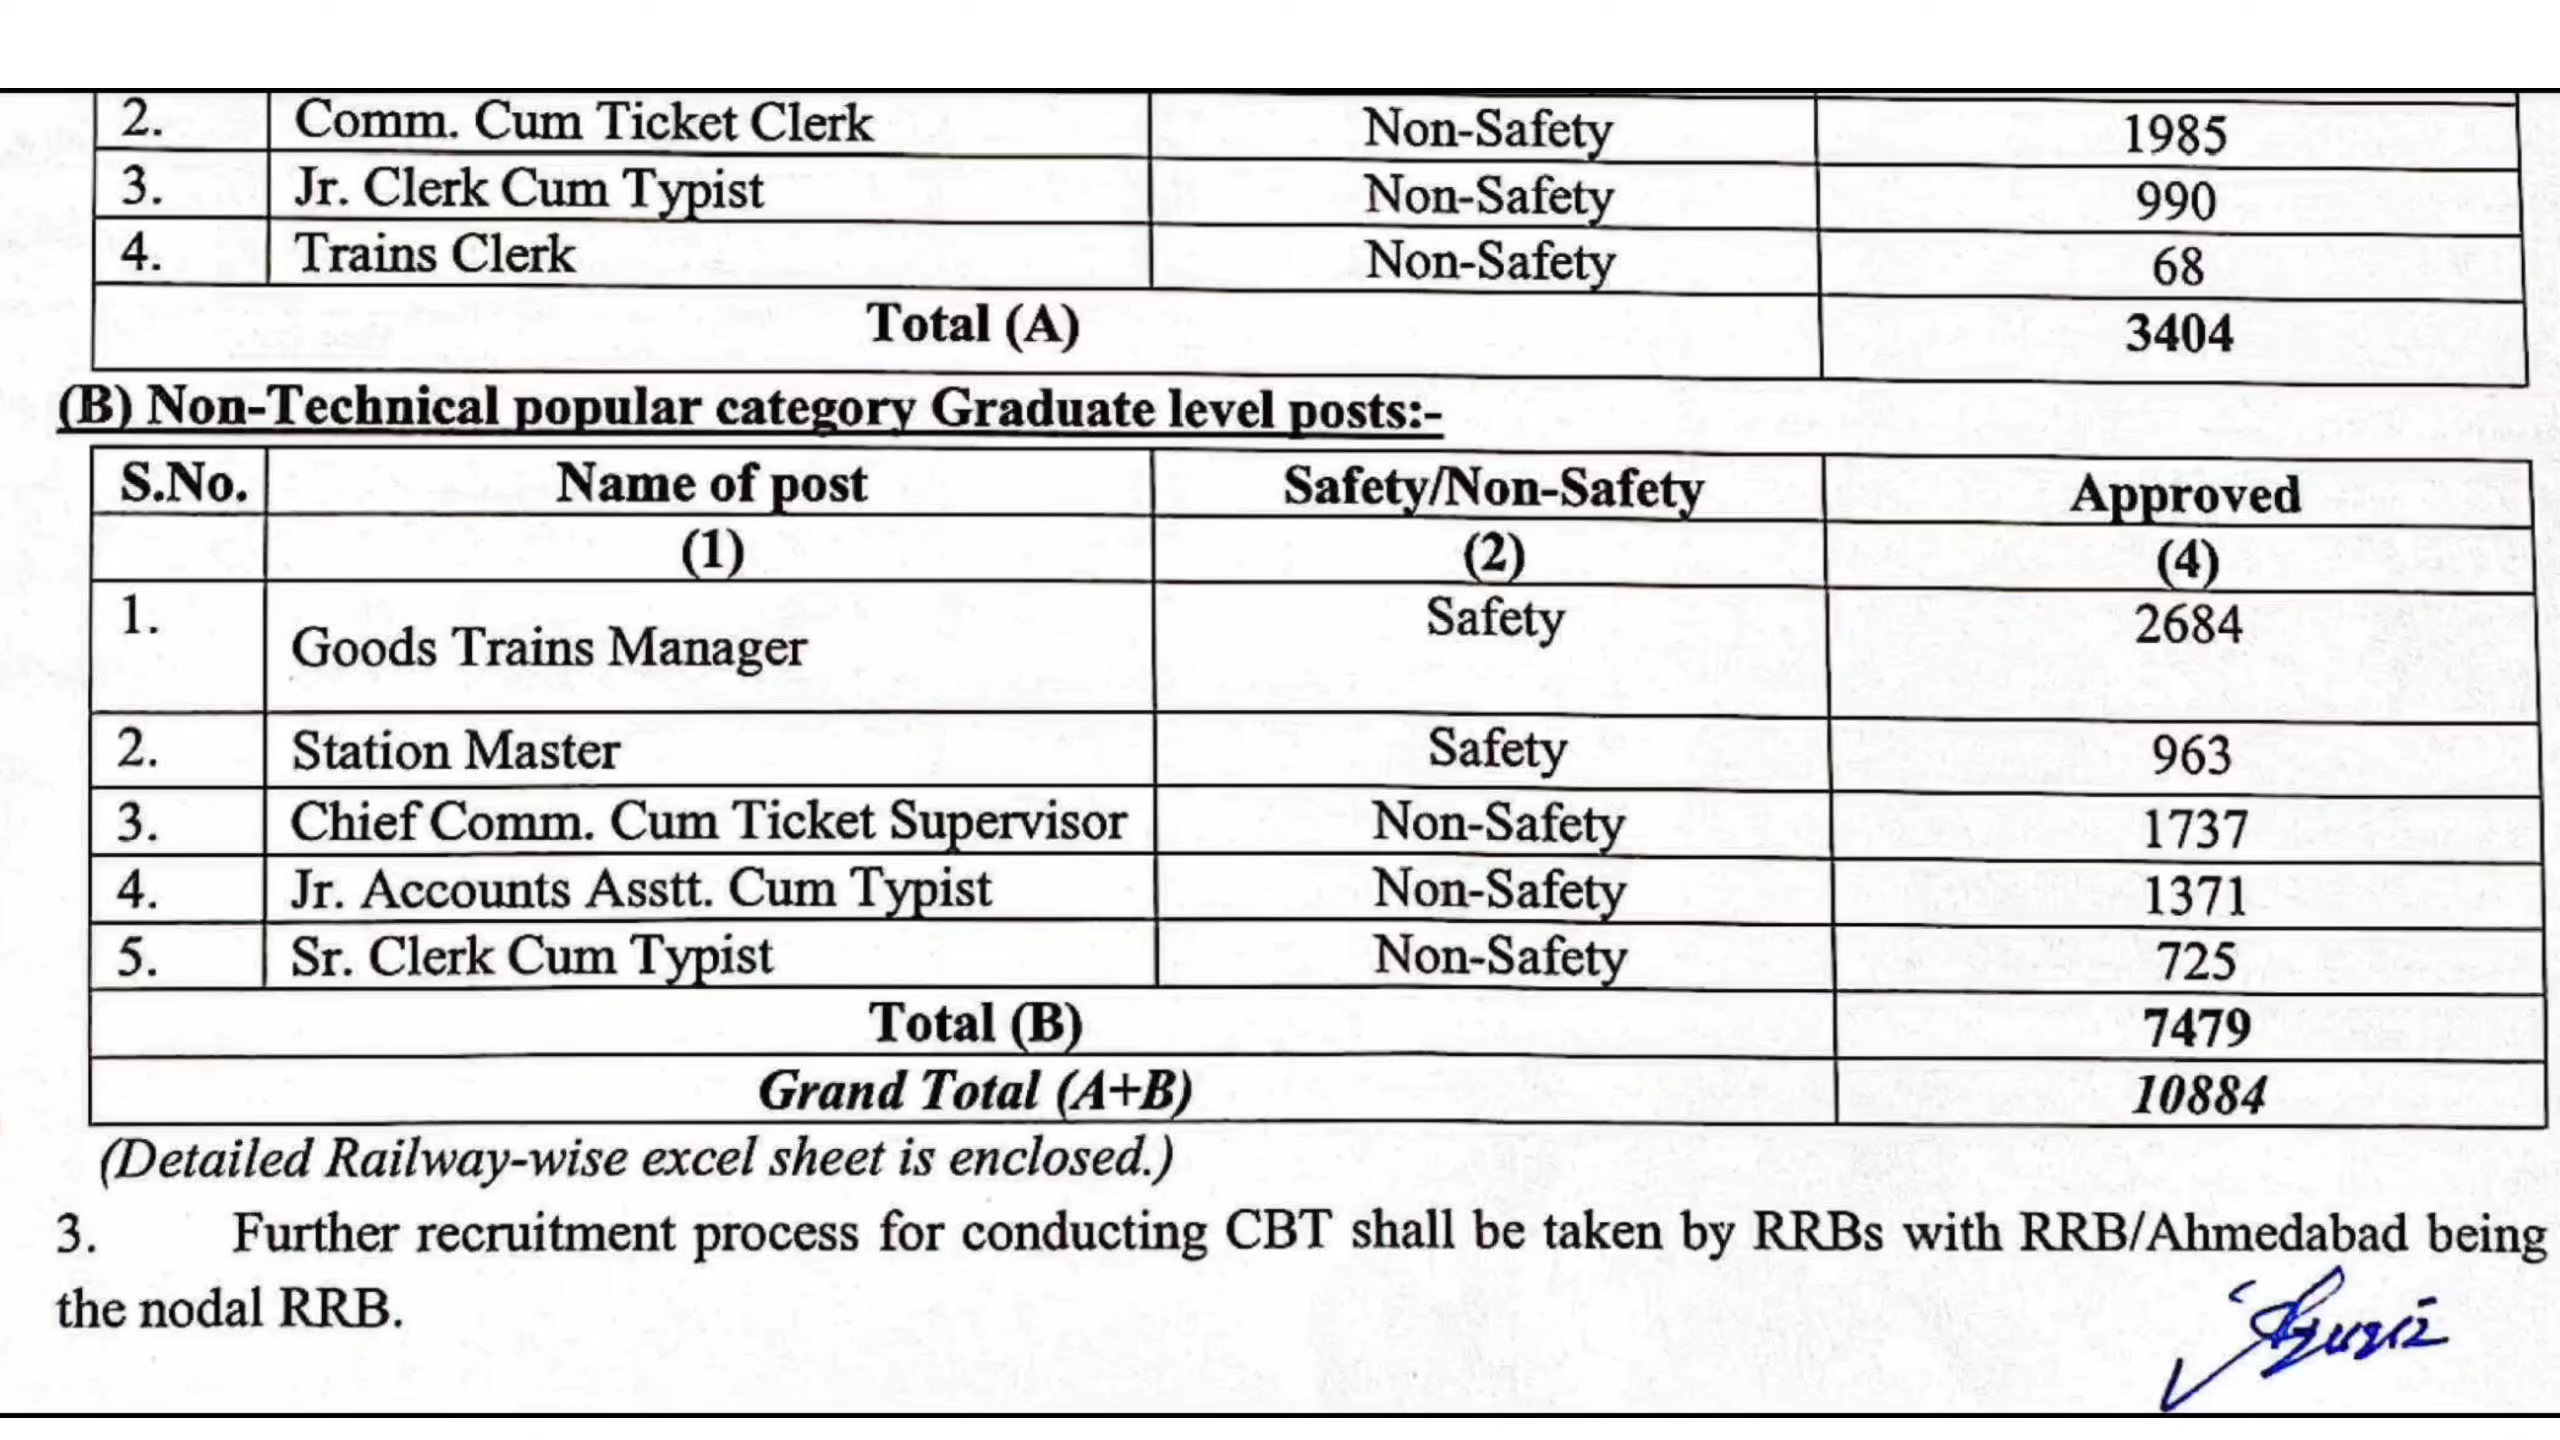 2. Comm. Cum Ticket Clerk Non-Safety 1985
3. Jr. Clerk Cum Typist Non-Safety 990
4. Trains Clerk Non-Safety 68
Total (A) 3404
(B) Non-Technical popular category Graduate level posts:-
S.No. Name of post Safety/Non-Safety Approved
(1) (2) (4)
1. Goods Trains Manager Safety 2684
2. Station Master Safety 963
3. Chief Comm. Cum Ticket Supervisor Non-Safety 1737
4. Jr. Accounts Asstt. Cum Typist Non-Safety 1371
5. Sr. Clerk Cum Typist Non-Safety 725
Total (B) 7479
Grand Total (A+B) 10884
(Detailed Railway-wise excel sheet is enclosed.)
3. Further recruitment process for conducting CBT shall be taken by RRBs with RRB/Ahmedabad being
the nodal RRB.